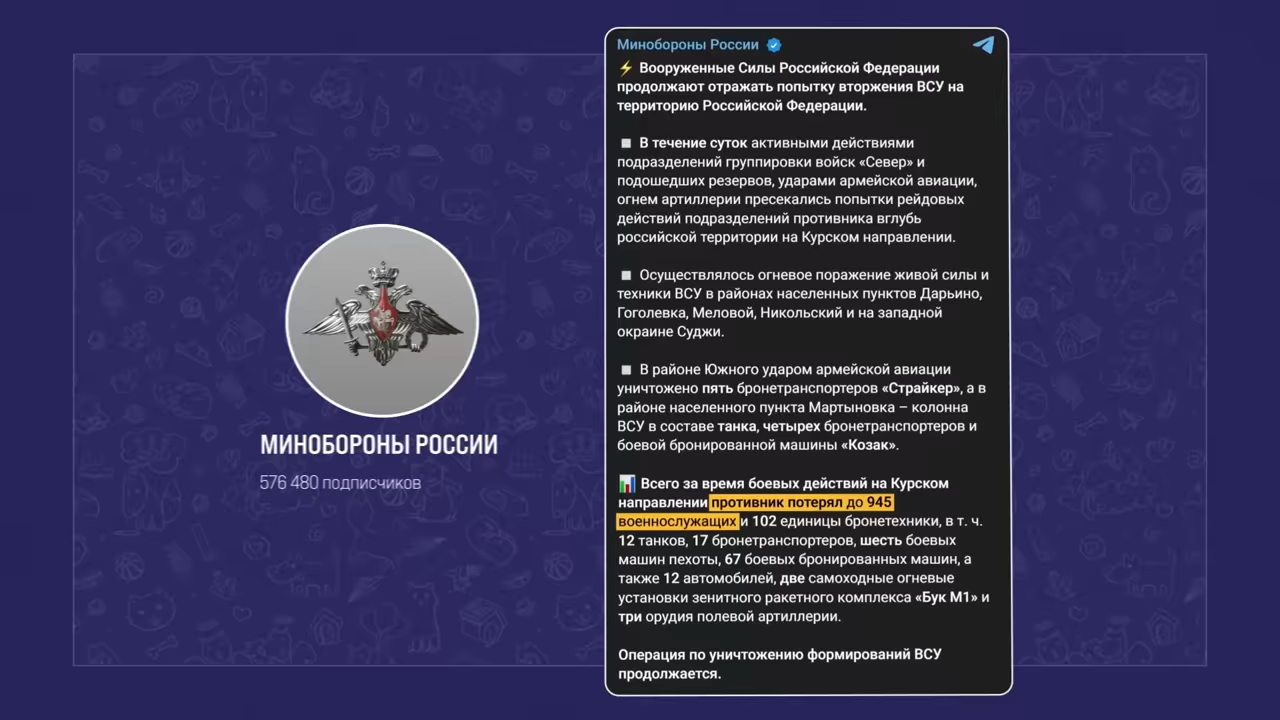 МИНОБОРОНЫ РОССИИ
576 480 подписчиков
Минобороны России
Вооруженные Силы Российской Федерации
продолжают отражать попытку вторжения ВСУ на
территорию Российской Федерации.
В течение суток активными действиями
подразделений группировки войск «Север» и
подошедших резервов, ударами армейской авиации,
огнем артиллерии пресекались попытки рейдовых
действий подразделений противника вглубь
российской территории на Курском направлении.
Осуществлялось огневое поражение живой силы и
техники ВСУ в районах населенных пунктов Дарьино,
Гоголевка, Меловой, Никольский и на западной
окраине Суджи.
В районе Южного ударом армейской авиации
уничтожено пять бронетранспортеров «Страйкер», а в
районе населенного пункта Мартыновка – колонна
ВСУ в составе танка, четырех бронетранспортеров и
боевой бронированной машины «Козак».
Всего за время боевых действий на Курском
направлении противник потерял до 945
военнослужащих и 102 единицы бронетехники, в т. ч.
12 танков, 17 бронетранспортеров, шесть боевых
машин пехоты, 67 боевых бронированных машин, а
также 12 автомобилей, две самоходные огневые
установки зенитного ракетного комплекса «Бук М1» и
три орудия полевой артиллерии.
Операция по уничтожению формирований ВСУ
продолжается.